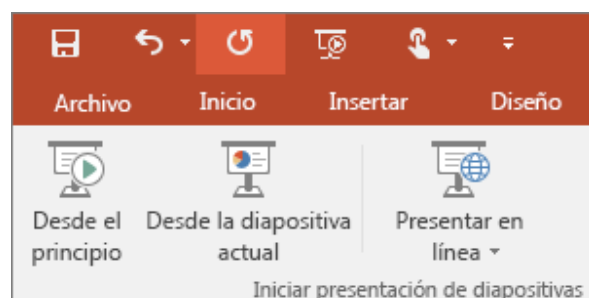 Archivo Inicio Insertar Diseño
Desde el principio
Desde la diapositiva actual
Presentar en línea
Iniciar presentación de diapositivas